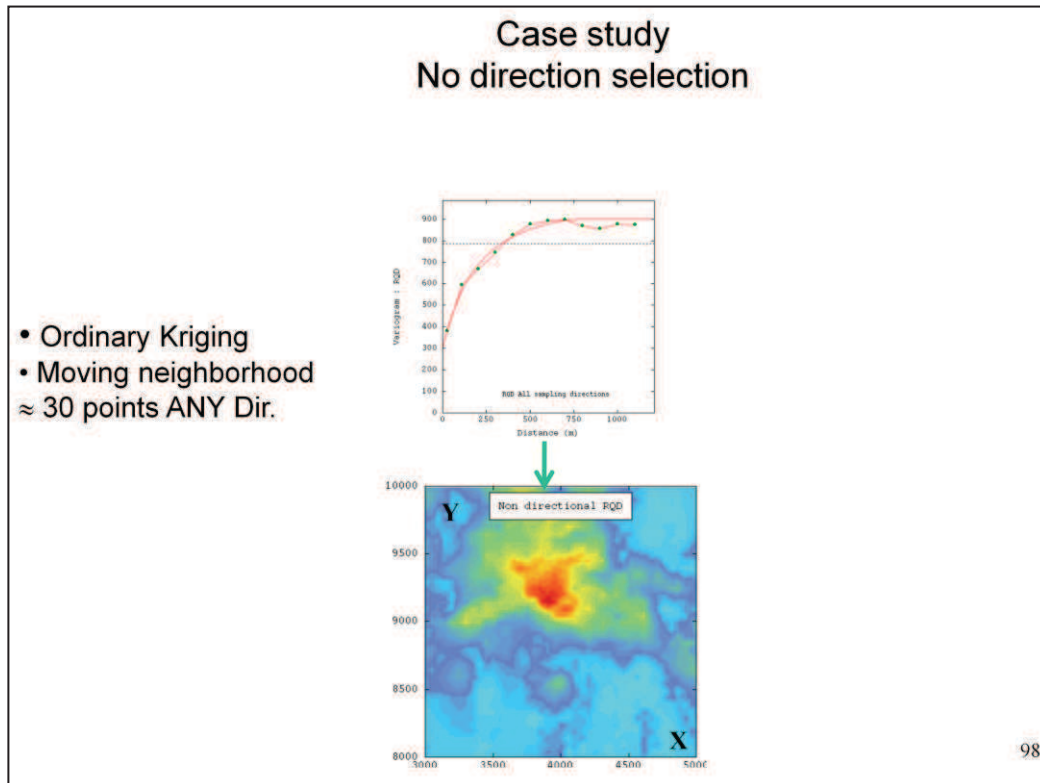 Case study
No direction selection
• Ordinary Kriging
• Moving neighborhood
≈ 30 points ANY Dir.
Variogram : RQD
900
800
700
600
500
400
300
200
100
0
RQD All sampling directions
0 250 500 750 1000
Distance (m)
Non directional RQD
Y
10000
9500
9000
8500
8000
X
3000 3500 4000 4500 5000
98